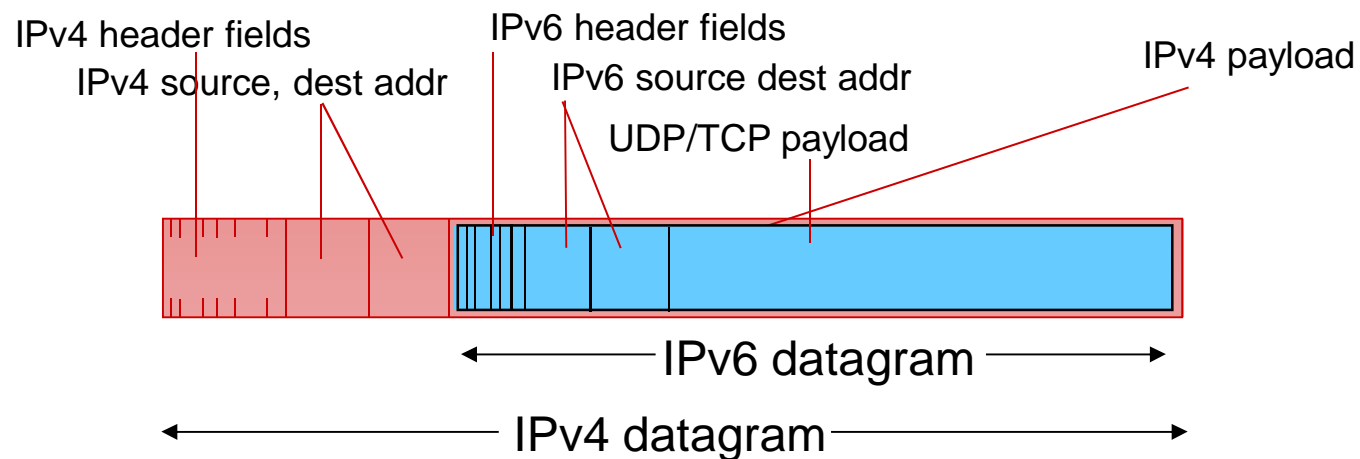 IPv4 header fields
IPv6 header fields
IPv4 payload
IPv4 source, dest addr
IPv6 source dest addr
UDP/TCP payload
IPv6 datagram
IPv4 datagram